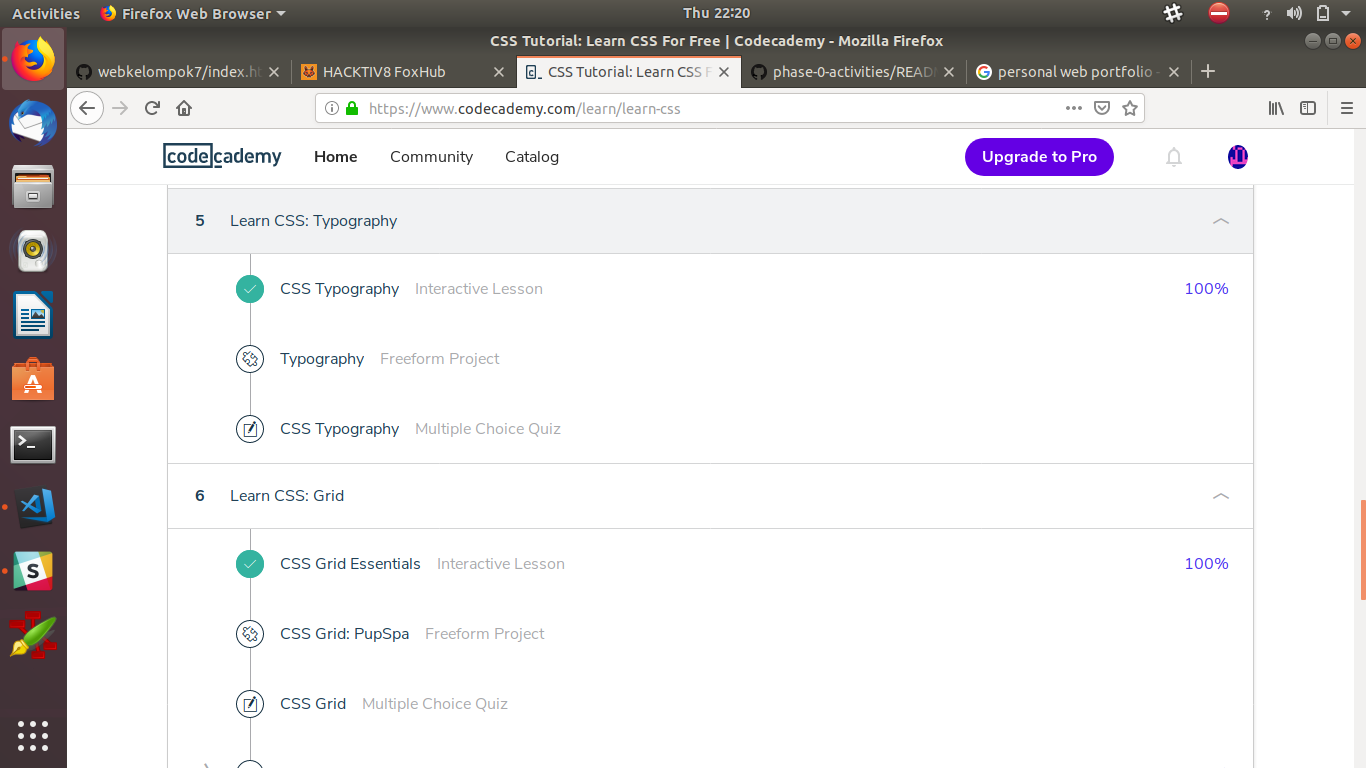 Activities Firefox Web Browser Thu 22:20 ?
CSS Tutorial: Learn CSS For Free | Codecademy - Mozilla Firefox
webkelompok7/index.ht HACKTIV8 FoxHub CSS Tutorial: Learn CSS F phase-0-activities/READ personal web portfolio -
https://www.codecademy.com/learn/learn-css
codecademy Home Community Catalog Upgrade to Pro
5 Learn CSS: Typography
CSS Typography Interactive Lesson 100%
Typography Freeform Project
CSS Typography Multiple Choice Quiz
6 Learn CSS: Grid
CSS Grid Essentials Interactive Lesson 100%
CSS Grid: PupSpa Freeform Project
CSS Grid Multiple Choice Quiz